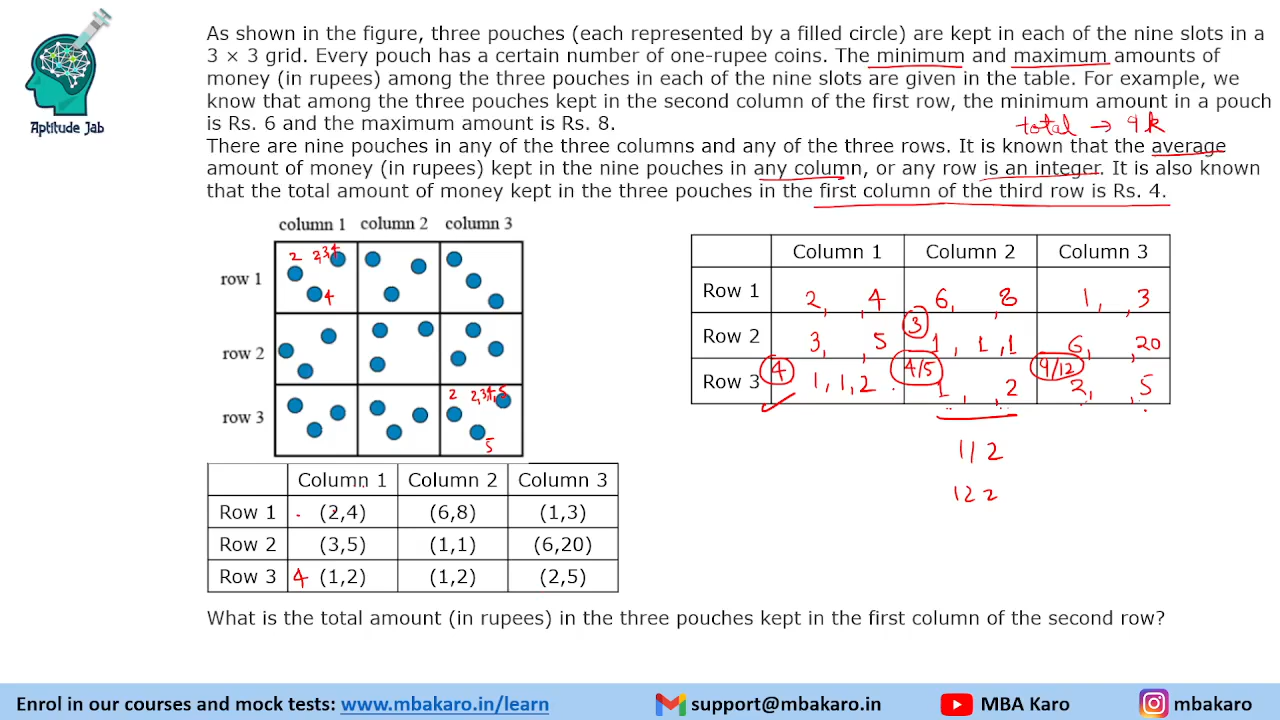 As shown in the figure, three pouches (each represented by a filled circle) are kept in each of the nine slots in a
3 × 3 grid. Every pouch has a certain number of one-rupee coins. The minimum and maximum amounts of
money (in rupees) among the three pouches in each of the nine slots are given in the table. For example, we
know that among the three pouches kept in the second column of the first row, the minimum amount in a pouch
is Rs. 6 and the maximum amount is Rs. 8.
total → 9k
There are nine pouches in any of the three columns and any of the three rows. It is known that the average
amount of money (in rupees) kept in the nine pouches in any column, or any row is an integer. It is also known
that the total amount of money kept in the three pouches in the first column of the third row is Rs. 4.
Aptitude Jab
column 1 column 2 column 3
2 2,3,4
row 1
4
row 2
2 2,3,4,5
row 3
5
Column 1 Column 2 Column 3
Row 1 2, ,4 6, ,8 1, ,3
3
Row 2 3, ,5 1, 1,1 6, ,20
4 4/5 9/12
Row 3 1,1,2 1, ,2 2, ,5
112
122
Column 1 Column 2 Column 3
Row 1 (2,4) (6,8) (1,3)
Row 2 (3,5) (1,1) (6,20)
Row 3 4 (1,2) (1,2) (2,5)
What is the total amount (in rupees) in the three pouches kept in the first column of the second row?
Enrol in our courses and mock tests: www.mbakaro.in/learn support@mbakaro.in MBA Karo mbakaro